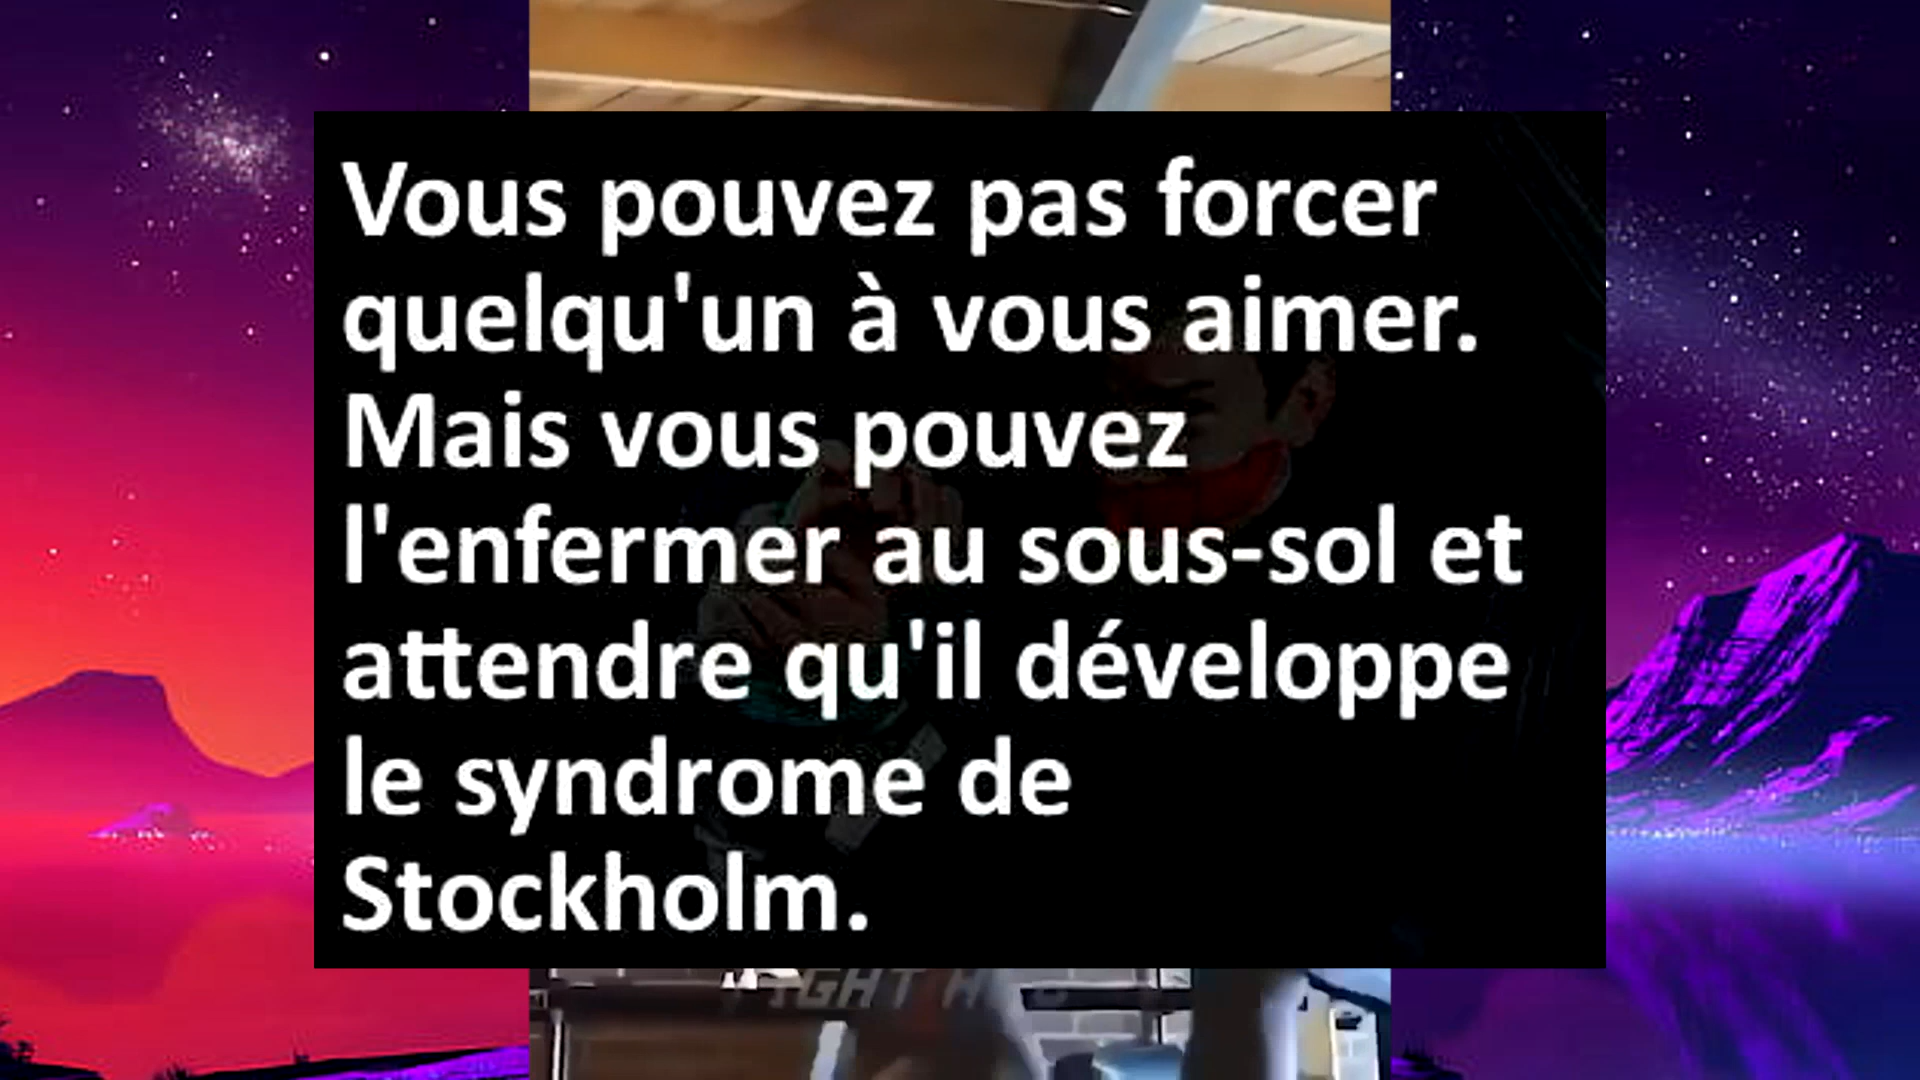 Vous pouvez pas forcer
quelqu'un à vous aimer.
Mais vous pouvez
l'enfermer au sous-sol et
attendre qu'il développe
le syndrome de
Stockholm.